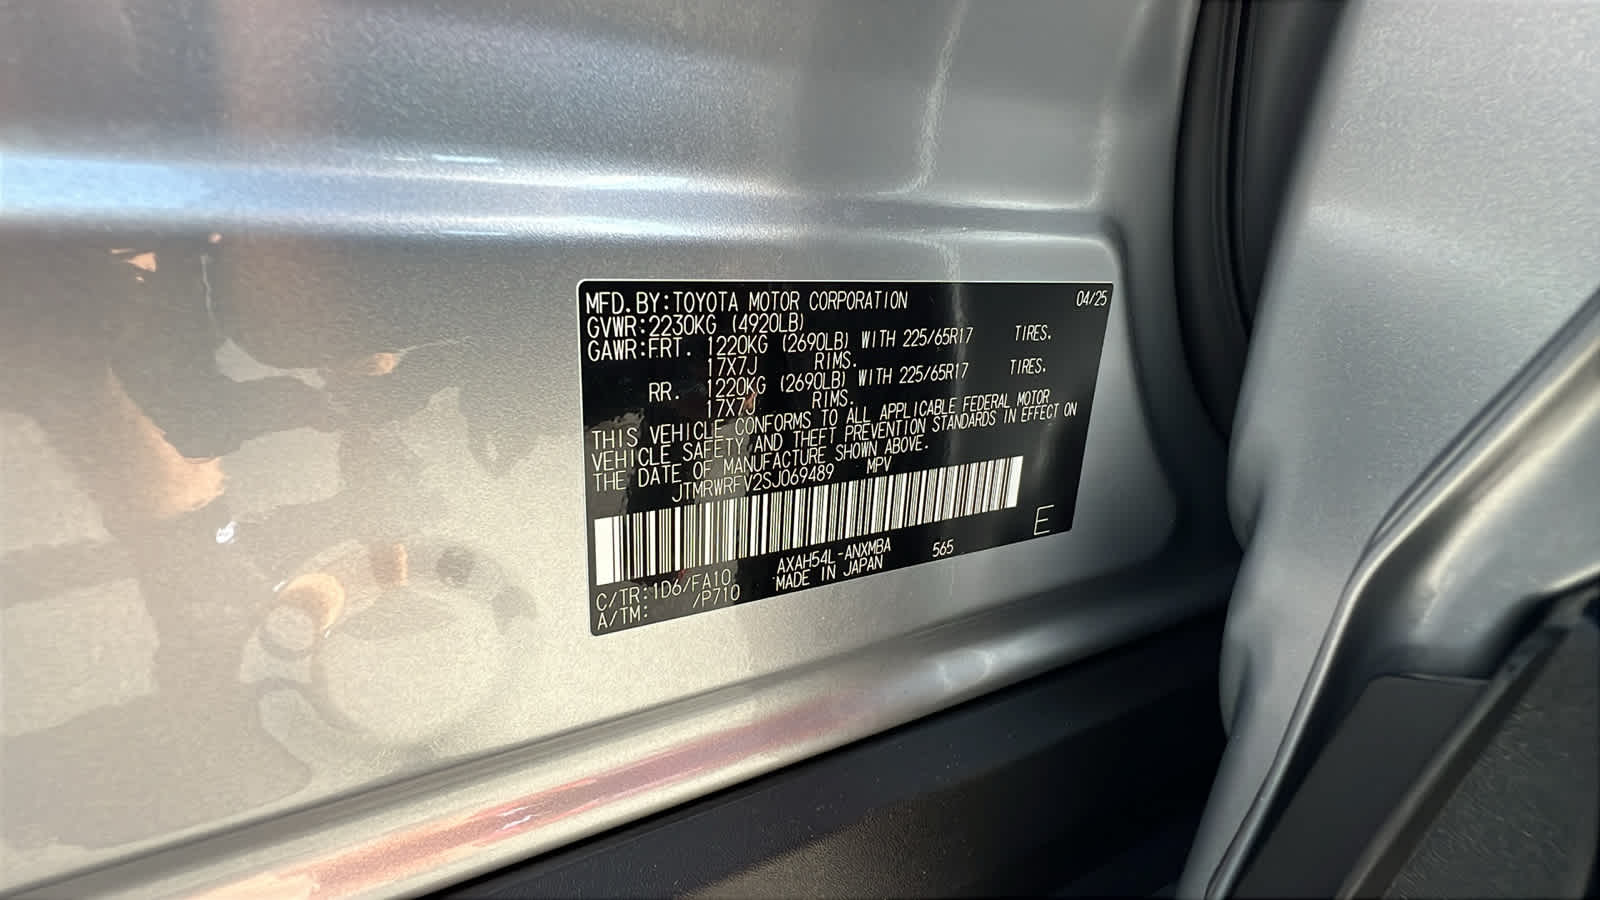 MFD. BY: TOYOTA MOTOR CORPORATION 04/25
GVWR: 2230KG (4920LB)
GAWR: FRT. 1220KG (2690LB) WITH 225/65R17 TIRES.
17X7J RIMS.
RR. 1220KG (2690LB) WITH 225/65R17 TIRES.
17X7J RIMS.
THIS VEHICLE CONFORMS TO ALL APPLICABLE FEDERAL MOTOR
VEHICLE SAFETY AND THEFT PREVENTION STANDARDS IN EFFECT ON
THE DATE OF MANUFACTURE SHOWN ABOVE.
JTMRWRFV2SJ069489 MPV
E
AXAH54L-ANXMBA 565
C/TR: 1D6/FA10 MADE IN JAPAN
A/TM: /P710